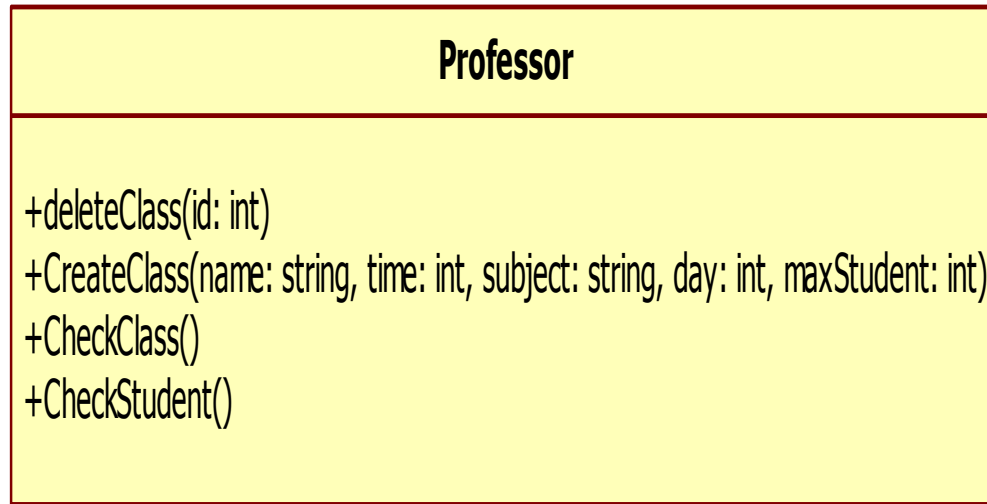 Professor
+deleteClass(id: int)
+CreateClass(name: string, time: int, subject: string, day: int, maxStudent: int)
+CheckClass()
+CheckStudent()